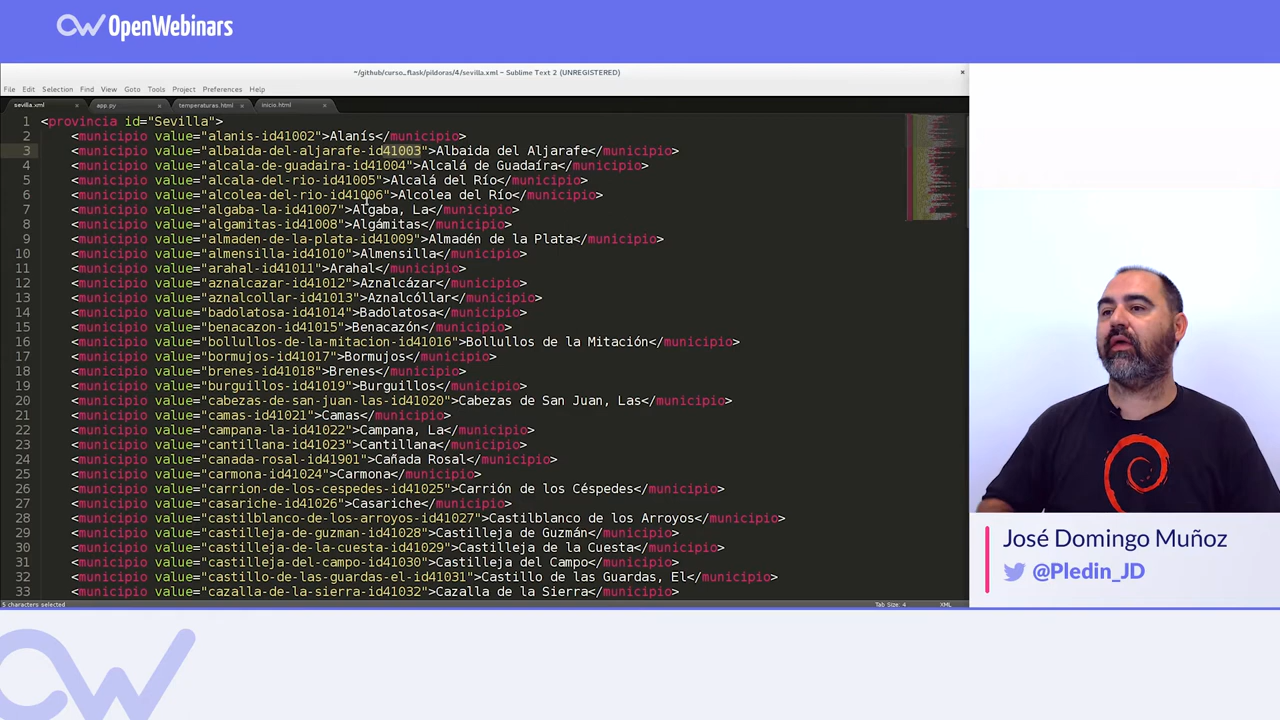 OpenWebinars
~/github/curso_flask/pildoras/4/sevilla.xml - Sublime Text 2 (UNREGISTERED)
File Edit Selection Find View Goto Tools Project Preferences Help
sevilla.xml app.py temperaturas.html inicio.html
1 <provincia id="Sevilla">
2 <municipio value="alanis-id41002">Alanís</municipio>
3 <municipio value="albaida-del-aljarafe-id41003">Albaida del Aljarafe</municipio>
4 <municipio value="alcala-de-guadaira-id41004">Alcalá de Guadaíra</municipio>
5 <municipio value="alcala-del-rio-id41005">Alcalá del Río</municipio>
6 <municipio value="alcolea-del-rio-id41006">Alcolea del Río</municipio>
7 <municipio value="algaba-la-id41007">Algaba, La</municipio>
8 <municipio value="algamitas-id41008">Algámitas</municipio>
9 <municipio value="almaden-de-la-plata-id41009">Almadén de la Plata</municipio>
10 <municipio value="almensilla-id41010">Almensilla</municipio>
11 <municipio value="arahal-id41011">Arahal</municipio>
12 <municipio value="aznalcazar-id41012">Aznalcázar</municipio>
13 <municipio value="aznalcollar-id41013">Aznalcóllar</municipio>
14 <municipio value="badolatosa-id41014">Badolatosa</municipio>
15 <municipio value="benacazon-id41015">Benacazón</municipio>
16 <municipio value="bollullos-de-la-mitacion-id41016">Bollullos de la Mitación</municipio>
17 <municipio value="bormujos-id41017">Bormujos</municipio>
18 <municipio value="brenes-id41018">Brenes</municipio>
19 <municipio value="burguillos-id41019">Burguillos</municipio>
20 <municipio value="cabezas-de-san-juan-las-id41020">Cabezas de San Juan, Las</municipio>
21 <municipio value="camas-id41021">Camas</municipio>
22 <municipio value="campana-la-id41022">Campana, La</municipio>
23 <municipio value="cantillana-id41023">Cantillana</municipio>
24 <municipio value="canada-rosal-id41901">Cañada Rosal</municipio>
25 <municipio value="carmona-id41024">Carmona</municipio>
26 <municipio value="carrion-de-los-cespedes-id41025">Carrión de los Céspedes</municipio>
27 <municipio value="casariche-id41026">Casariche</municipio>
28 <municipio value="castilblanco-de-los-arroyos-id41027">Castilblanco de los Arroyos</municipio>
29 <municipio value="castilleja-de-guzman-id41028">Castilleja de Guzmán</municipio>
30 <municipio value="castilleja-de-la-cuesta-id41029">Castilleja de la Cuesta</municipio>
31 <municipio value="castilleja-del-campo-id41030">Castilleja del Campo</municipio>
32 <municipio value="castillo-de-las-guardas-el-id41031">Castillo de las Guardas, El</municipio>
33 <municipio value="cazalla-de-la-sierra-id41032">Cazalla de la Sierra</municipio>
5 characters selected Tab Size: 4 XML
José Domingo Muñoz
@Pledin_JD